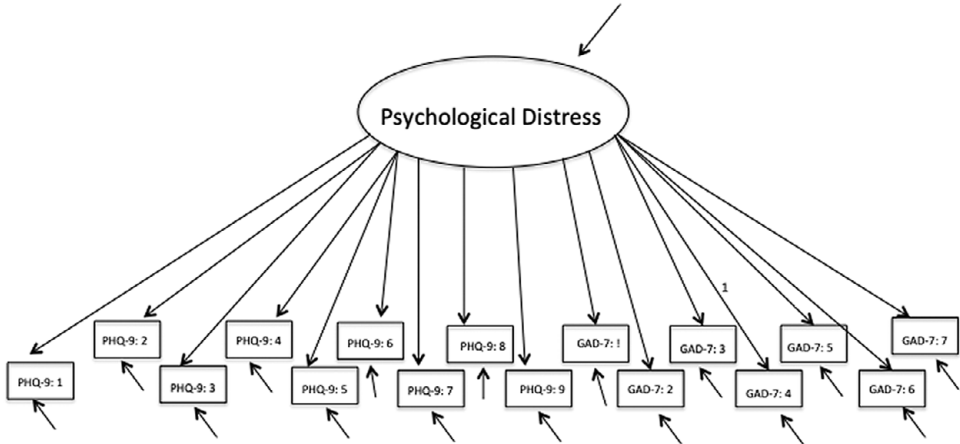 Psychological Distress
1
PHQ-9: 1
PHQ-9: 2
PHQ-9: 3
PHQ-9: 4
PHQ-9: 5
PHQ-9: 6
PHQ-9: 7
PHQ-9: 8
PHQ-9: 9
GAD-7: !
GAD-7: 2
GAD-7: 3
GAD-7: 4
GAD-7: 5
GAD-7: 6
GAD-7: 7